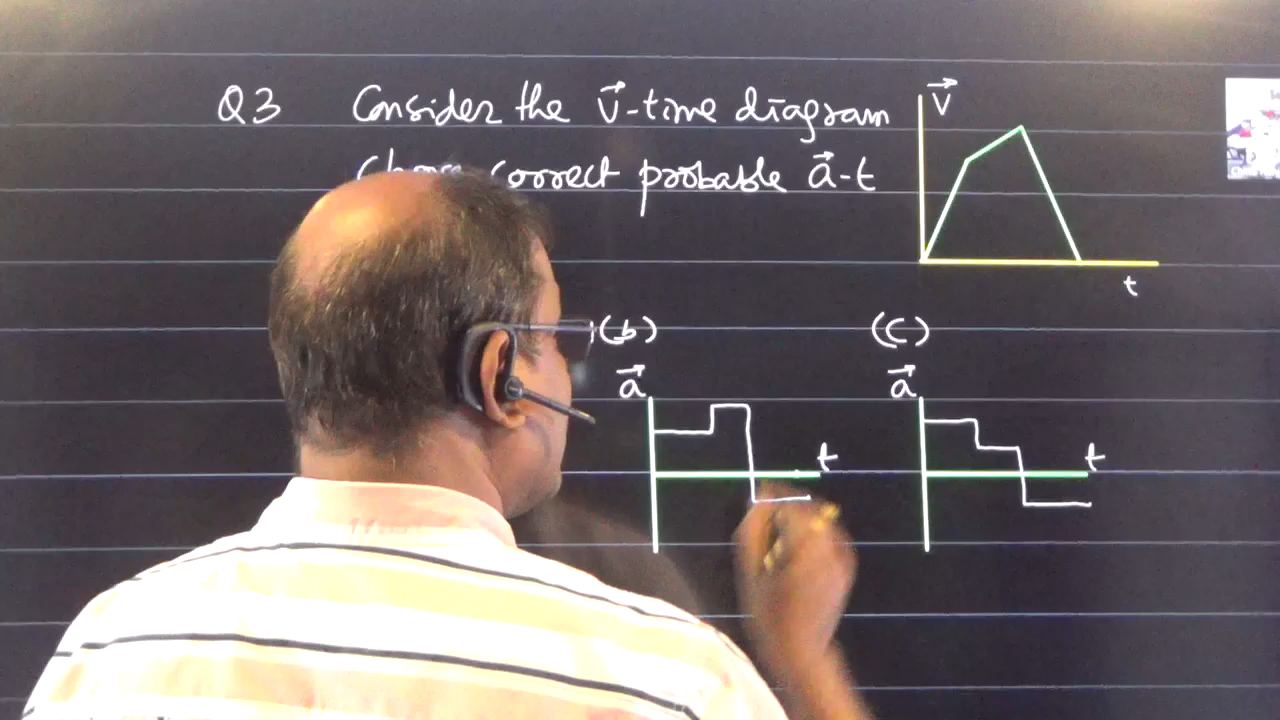 Q3 Consider the v⃗-time diagram
correct probable a⃗-t
v⃗
t
(b) (c)
a⃗ a⃗
t t